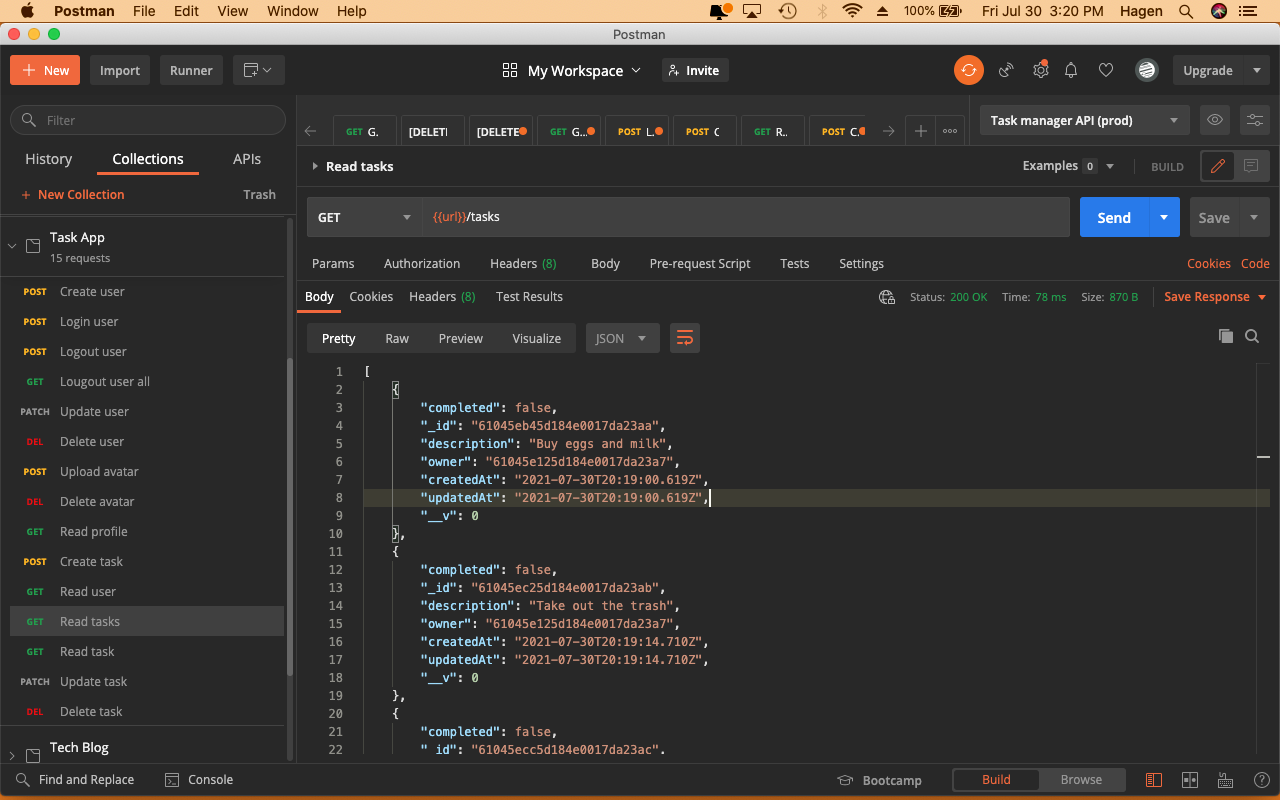 Postman File Edit View Window Help 100% Fri Jul 30 3:20 PM Hagen
Postman
+ New Import Runner My Workspace Invite Upgrade
Filter
GET G. [DELETI [DELETE GET G... POST L. POST C GET R.. POST C. Task manager API (prod)
History Collections APIs
Read tasks Examples 0 BUILD
+ New Collection Trash
GET {{url}}/tasks Send Save
Task App
15 requests
Params Authorization Headers (8) Body Pre-request Script Tests Settings Cookies Code
Body Cookies Headers (8) Test Results Status: 200 OK Time: 78 ms Size: 870 B Save Response
Pretty Raw Preview Visualize JSON
POST Create user
POST Login user
POST Logout user
GET Lougout user all
PATCH Update user
DEL Delete user
POST Upload avatar
DEL Delete avatar
GET Read profile
POST Create task
GET Read user
GET Read tasks
GET Read task
PATCH Update task
DEL Delete task
Tech Blog
1 [
2 {
3 "completed": false,
4 "_id": "61045eb45d184e0017da23aa",
5 "description": "Buy eggs and milk",
6 "owner": "61045e125d184e0017da23a7",
7 "createdAt": "2021-07-30T20:19:00.619Z",
8 "updatedAt": "2021-07-30T20:19:00.619Z",
9 "__v": 0
10 },
11 {
12 "completed": false,
13 "_id": "61045ec25d184e0017da23ab",
14 "description": "Take out the trash",
15 "owner": "61045e125d184e0017da23a7",
16 "createdAt": "2021-07-30T20:19:14.710Z",
17 "updatedAt": "2021-07-30T20:19:14.710Z",
18 "__v": 0
19 },
20 {
21 "completed": false,
22 "_id": "61045ecc5d184e0017da23ac",
Find and Replace Console Bootcamp Build Browse